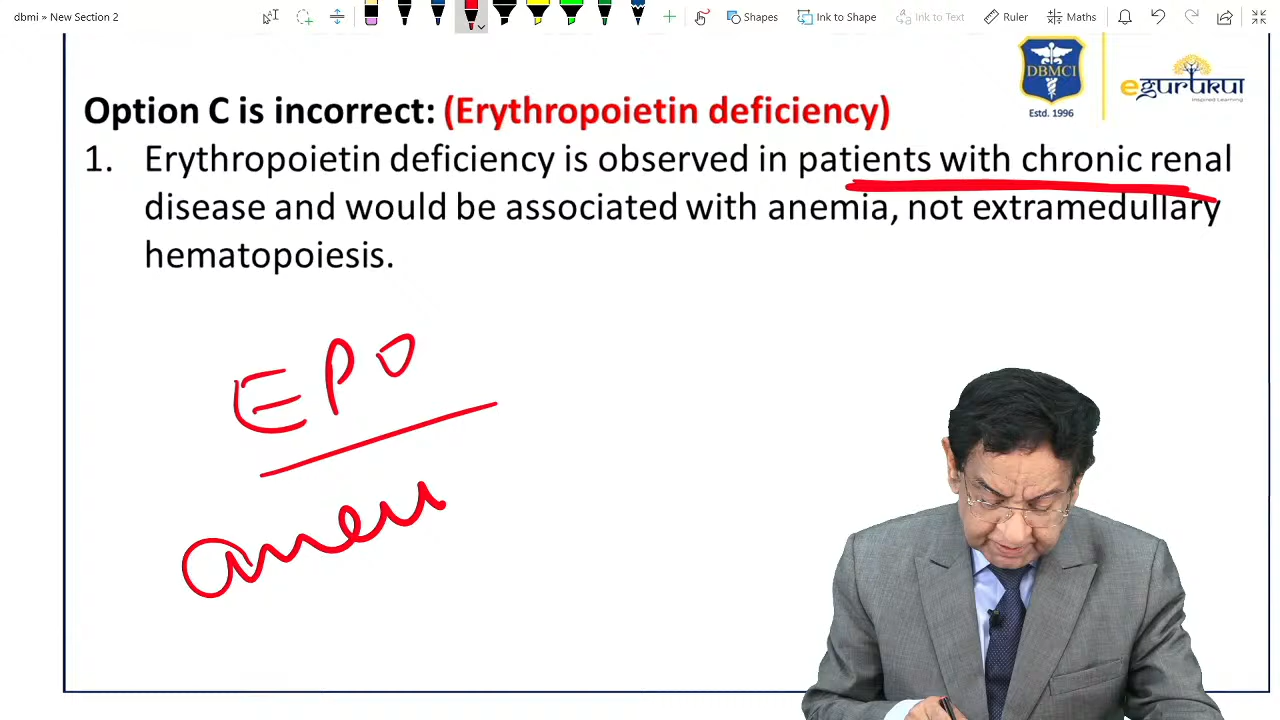 dbmi » New Section 2
Shapes
Ink to Shape
Ink to Text
Ruler
Maths
DBMCI
Estd. 1996
egurukul
Inspired Learning
Option C is incorrect: (Erythropoietin deficiency)
1. Erythropoietin deficiency is observed in patients with chronic renal
disease and would be associated with anemia, not extramedullary
hematopoiesis.
EPO